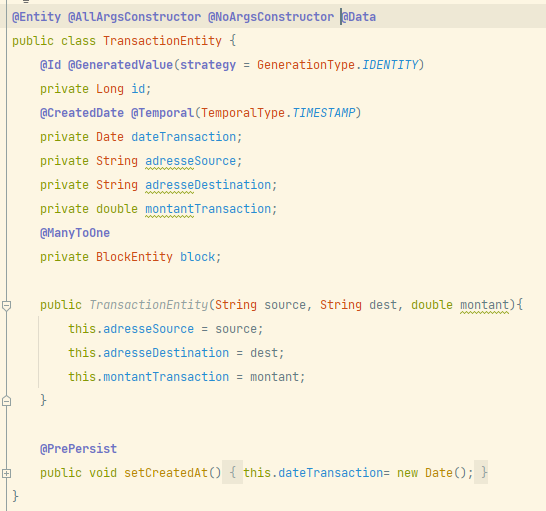 @Entity @AllArgsConstructor @NoArgsConstructor @Data
public class TransactionEntity {
    @Id @GeneratedValue(strategy = GenerationType.IDENTITY)
    private Long id;
    @CreatedDate @Temporal(TemporalType.TIMESTAMP)
    private Date dateTransaction;
    private String adresseSource;
    private String adresseDestination;
    private double montantTransaction;
    @ManyToOne
    private BlockEntity block;
    public TransactionEntity(String source, String dest, double montant){
        this.adresseSource = source;
        this.adresseDestination = dest;
        this.montantTransaction = montant;
    }
    @PrePersist
    public void setCreatedAt() { this.dateTransaction= new Date(); }
}